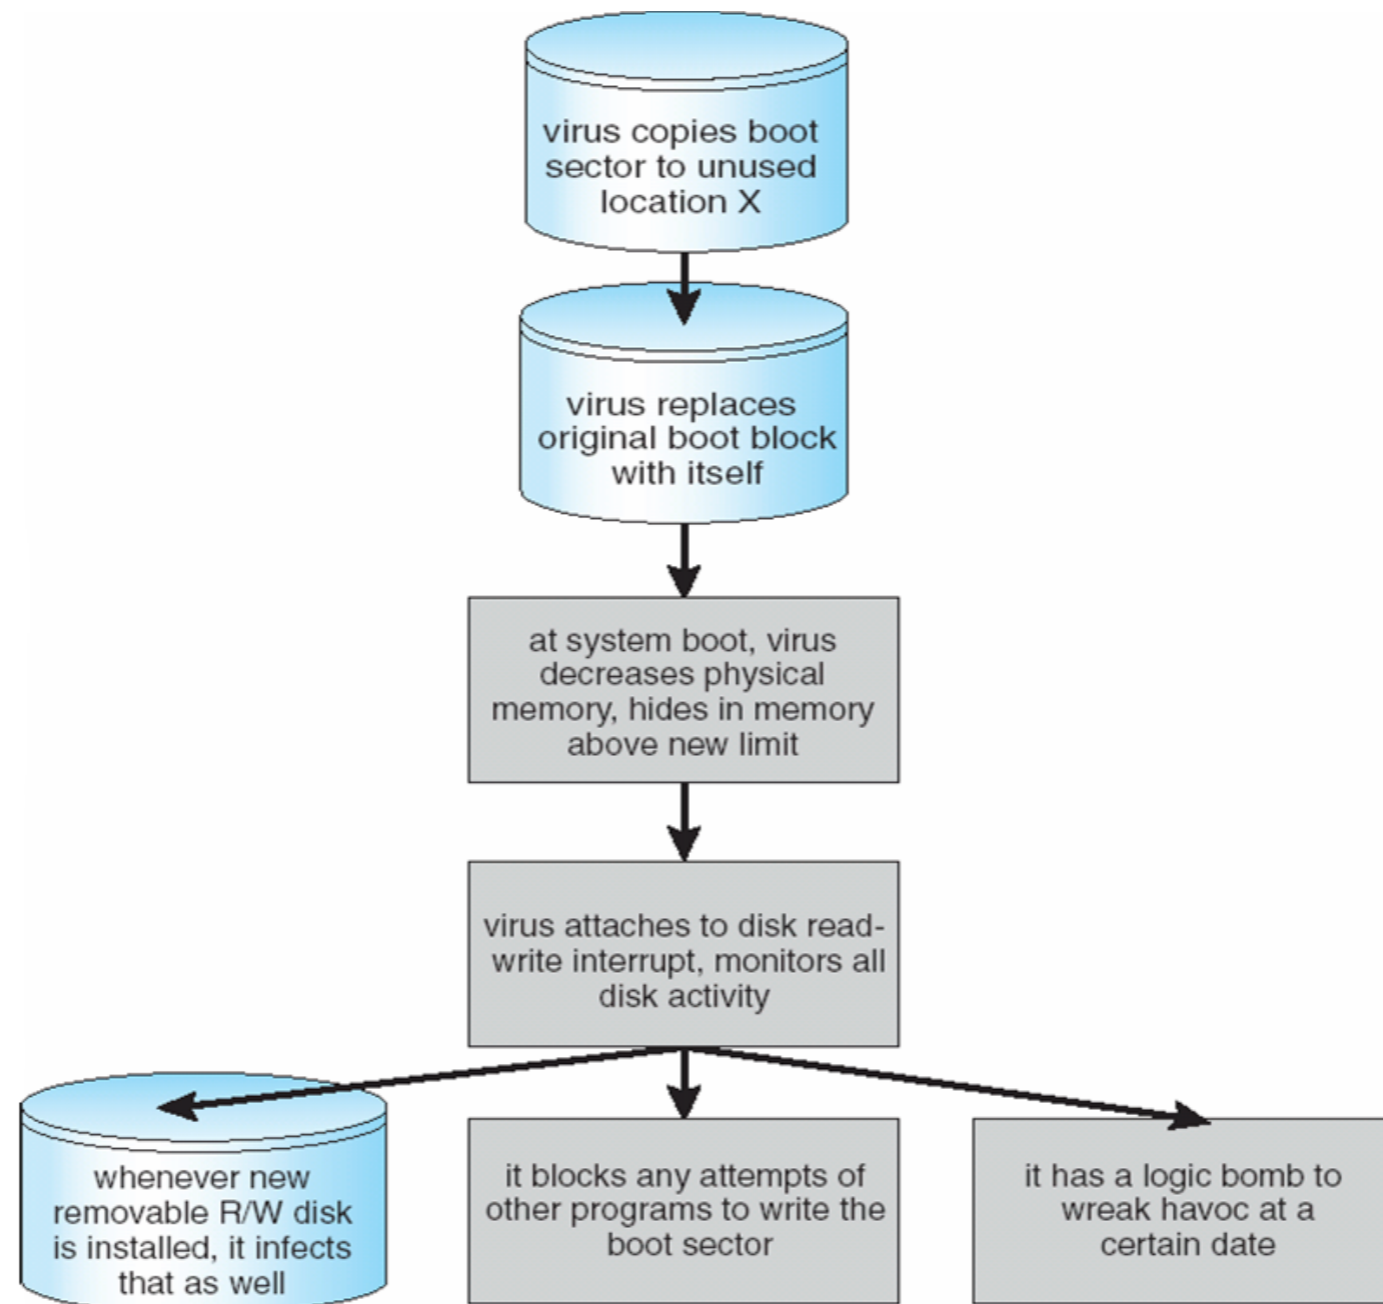 virus copies boot
sector to unused
location X
virus replaces
original boot block
with itself
at system boot, virus
decreases physical
memory, hides in memory
above new limit
virus attaches to disk read-
write interrupt, monitors all
disk activity
whenever new
removable R/W disk
is installed, it infects
that as well
it blocks any attempts of
other programs to write the
boot sector
it has a logic bomb to
wreak havoc at a
certain date